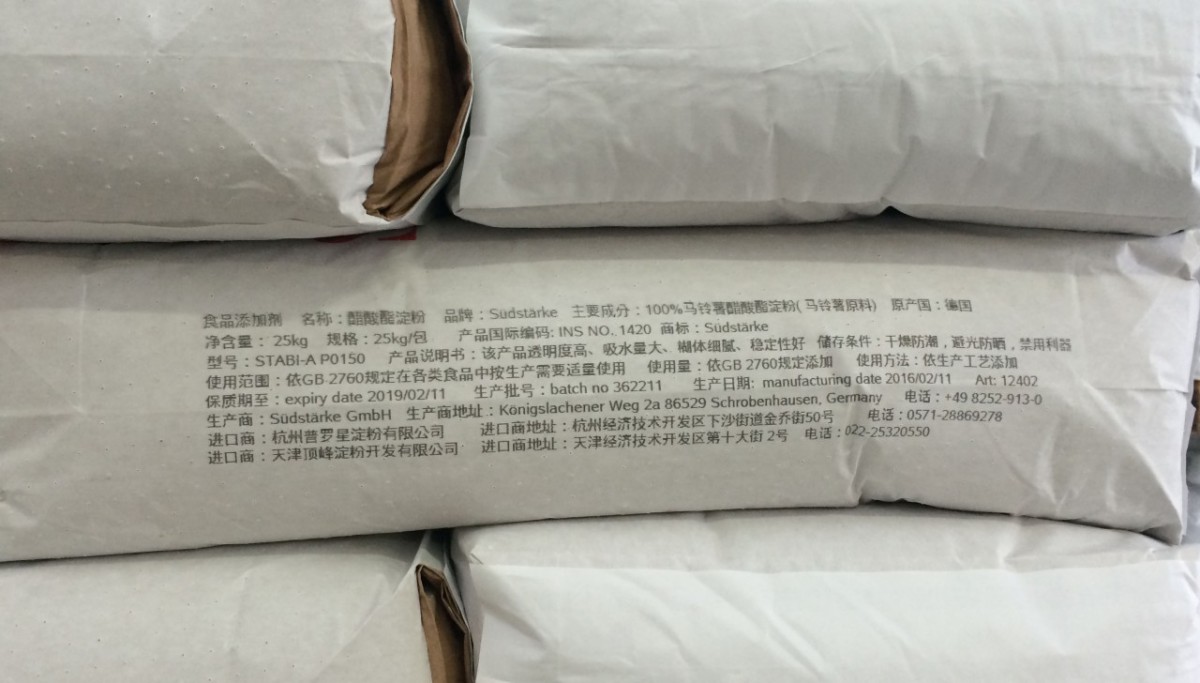 食品添加剂 名称：醋酸酯淀粉 品牌：Südstärke 主要成分：100%马铃薯醋酸酯淀粉( 马铃薯原料) 原产国：德国
净含量： 25kg 规格：25kg/包 产品国际编码: INS NO. 1420 商标：Südstärke
型号：STABI-A P0150 产品说明书：该产品透明度高、吸水量大、糊体细腻、稳定性好 储存条件：干燥防潮，避光防晒，禁用利器
使用范围：依GB 2760规定在各类食品中按生产需要适量使用 使用量：依GB 2760规定添加 使用方法：依生产工艺添加
保质期至：expiry date 2019/02/11 生产批号：batch no 362211 生产日期: manufacturing date 2016/02/11 Art: 12402
生产商：Südstärke GmbH 生产商地址：Königslachener Weg 2a 86529 Schrobenhausen, Germany 电话：+49 8252-913-0
进口商：杭州普罗星淀粉有限公司 进口商地址：杭州经济技术开发区下沙街道金乔街50号 电话：0571-28869278
进口商：天津顶峰淀粉开发有限公司 进口商地址：天津经济技术开发区第十大街 2号 电话：022-25320550